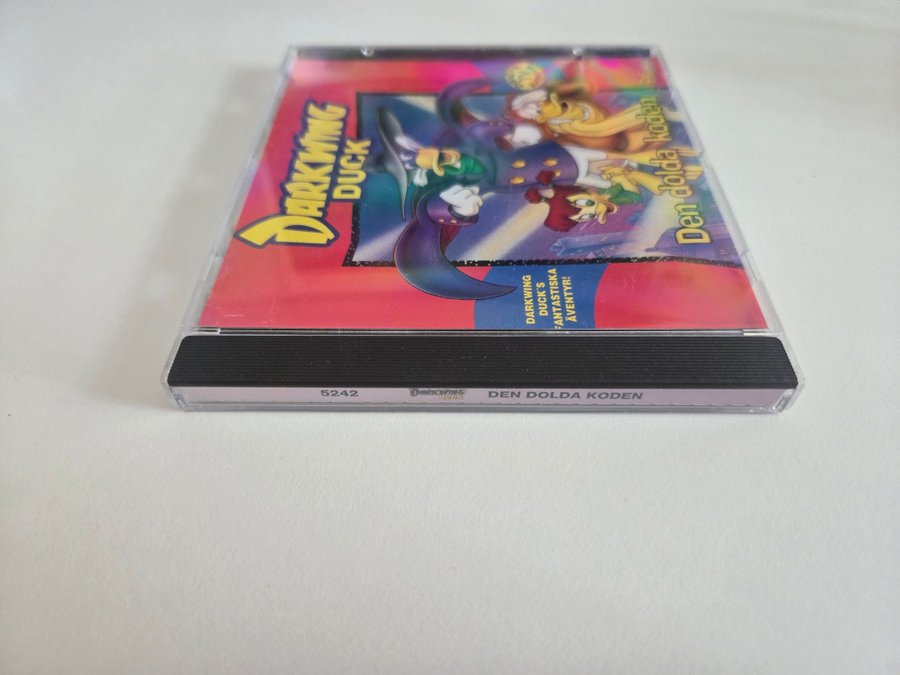 DARKWING
DUCK
Den dolda koden
DARKWING
DUCK'S
FANTASTISKA
ÄVENTYR!
5242 DARKWING DUCK DEN DOLDA KODEN